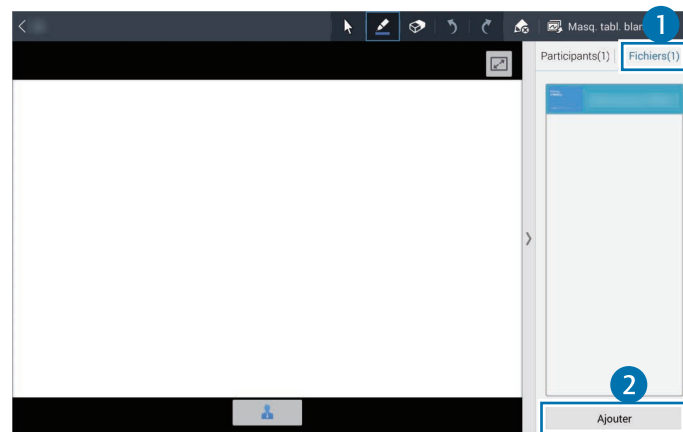 Masq. tabl. blan
1
Participants(1)
Fichiers(1)
2
Ajouter